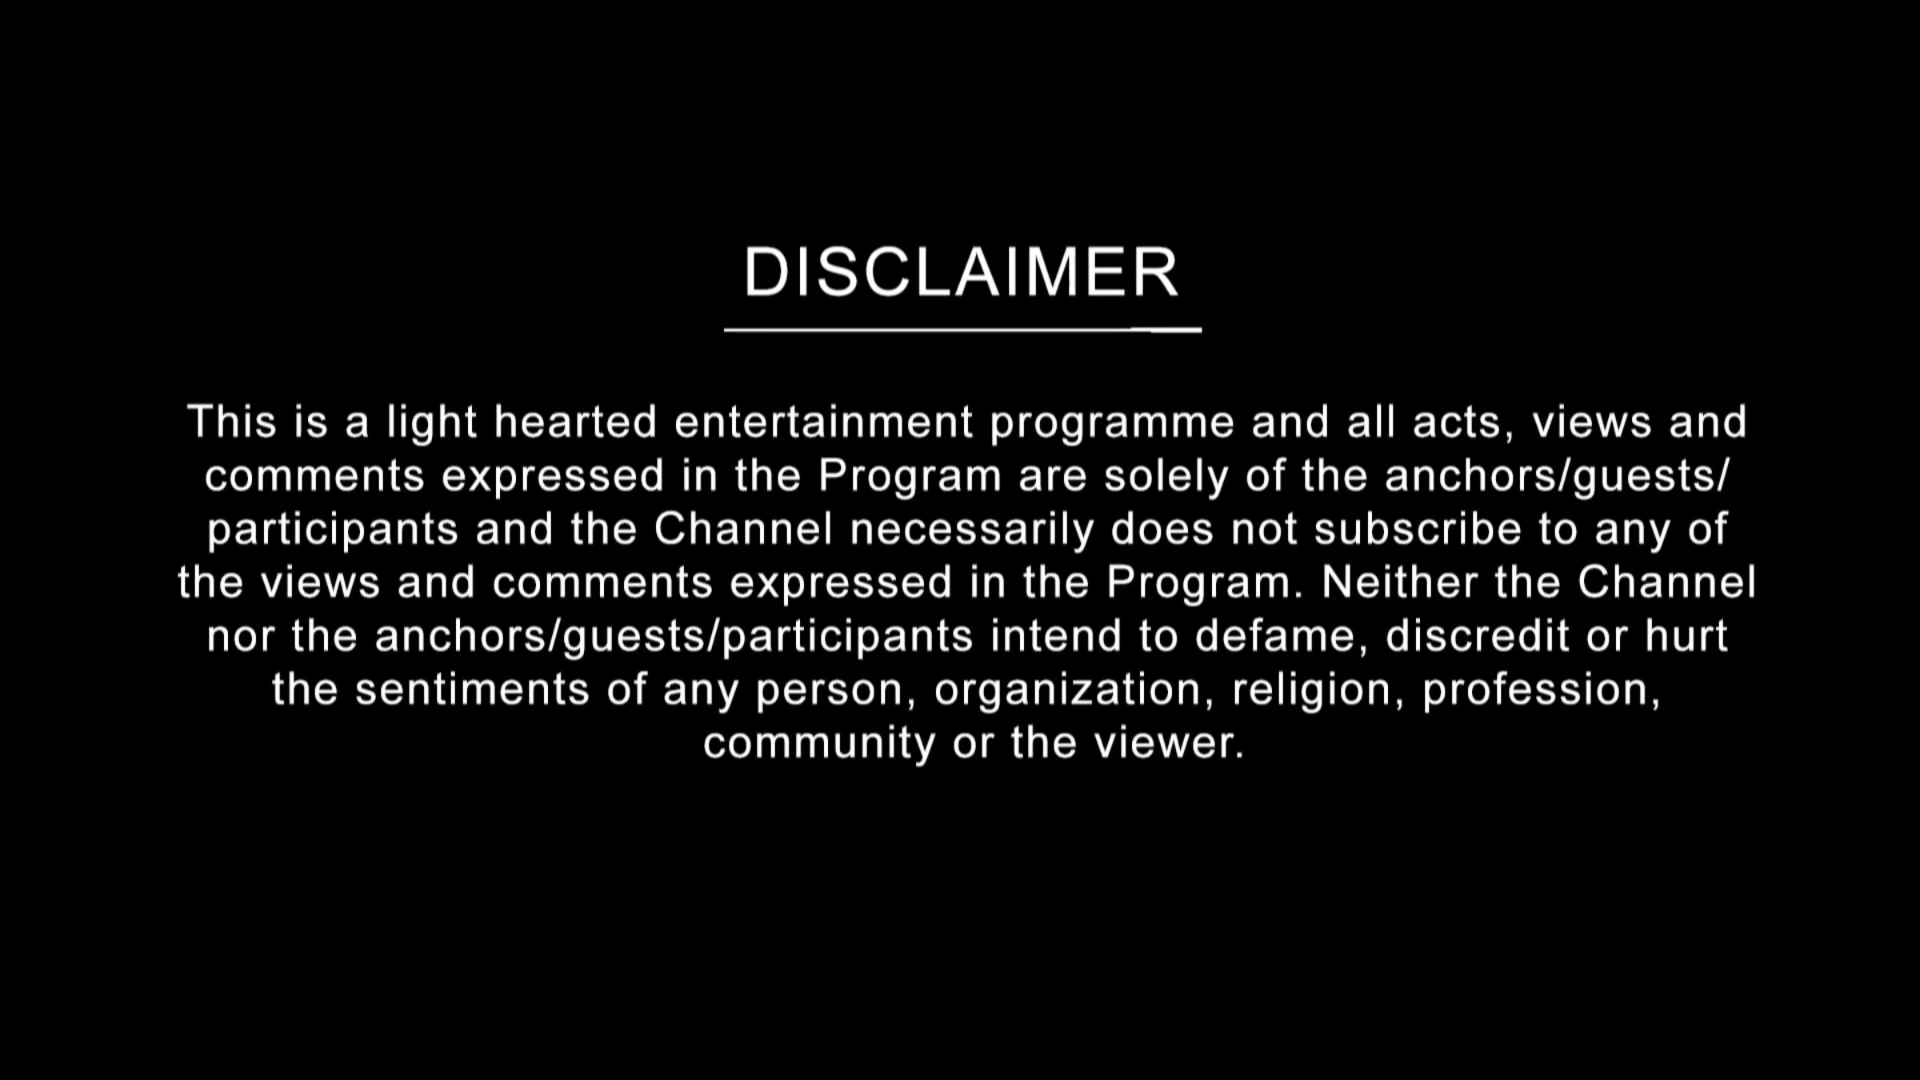 DISCLAIMER
This is a light hearted entertainment programme and all acts, views and
comments expressed in the Program are solely of the anchors/guests/
participants and the Channel necessarily does not subscribe to any of
the views and comments expressed in the Program. Neither the Channel
nor the anchors/guests/participants intend to defame, discredit or hurt
the sentiments of any person, organization, religion, profession,
community or the viewer.